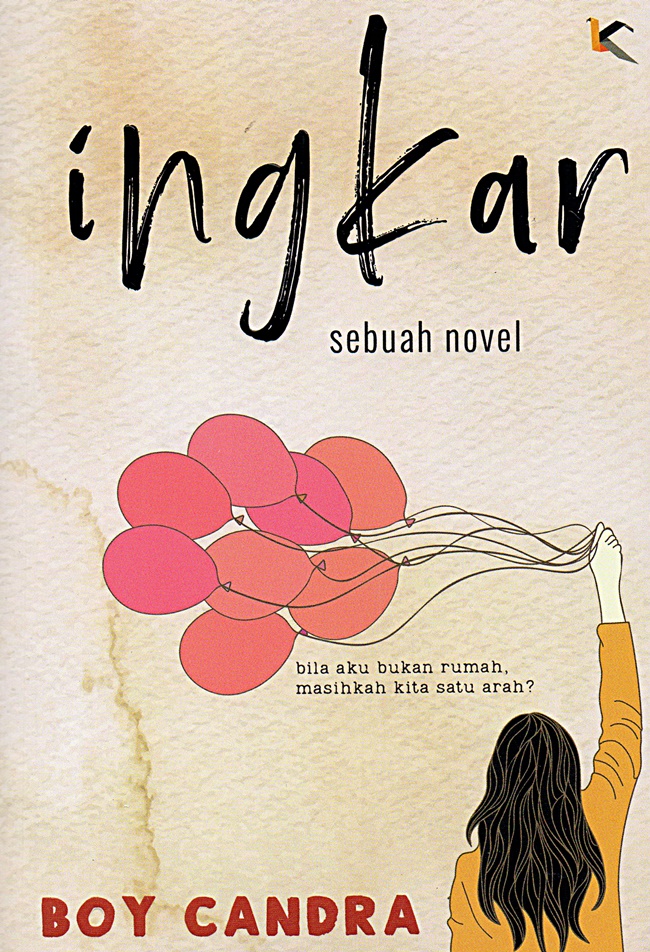 ingkar
sebuah novel
bila aku bukan rumah,
masihkah kita satu arah?
BOY CANDRA